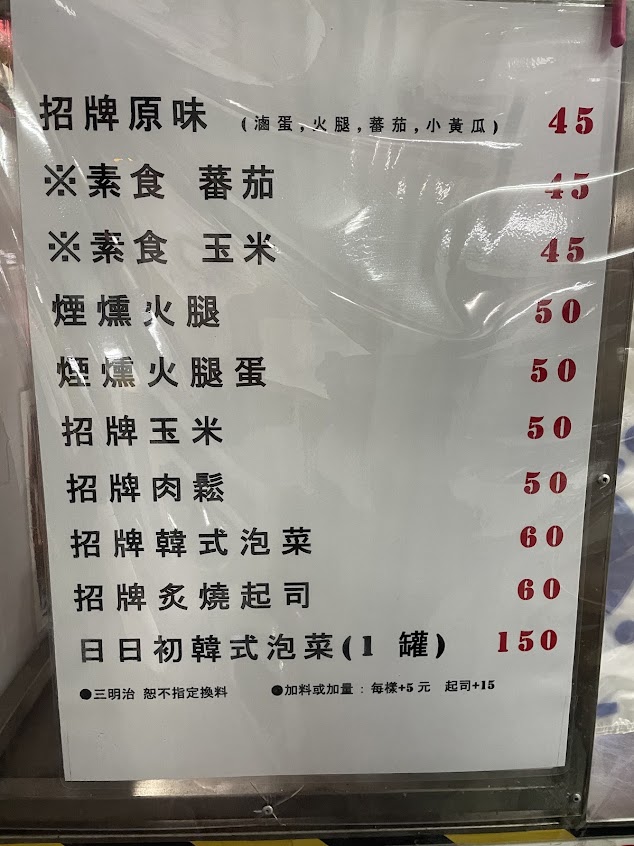 招牌原味 (滷蛋,火腿,蕃茄,小黃瓜) 45
※素食 蕃茄 45
※素食 玉米 45
煙燻火腿 50
煙燻火腿蛋 50
招牌玉米 50
招牌肉鬆 50
招牌韓式泡菜 60
招牌炙燒起司 60
日日初韓式泡菜(1 罐) 150
●三明治 恕不指定換料 ●加料或加量：每樣+5元 起司+15